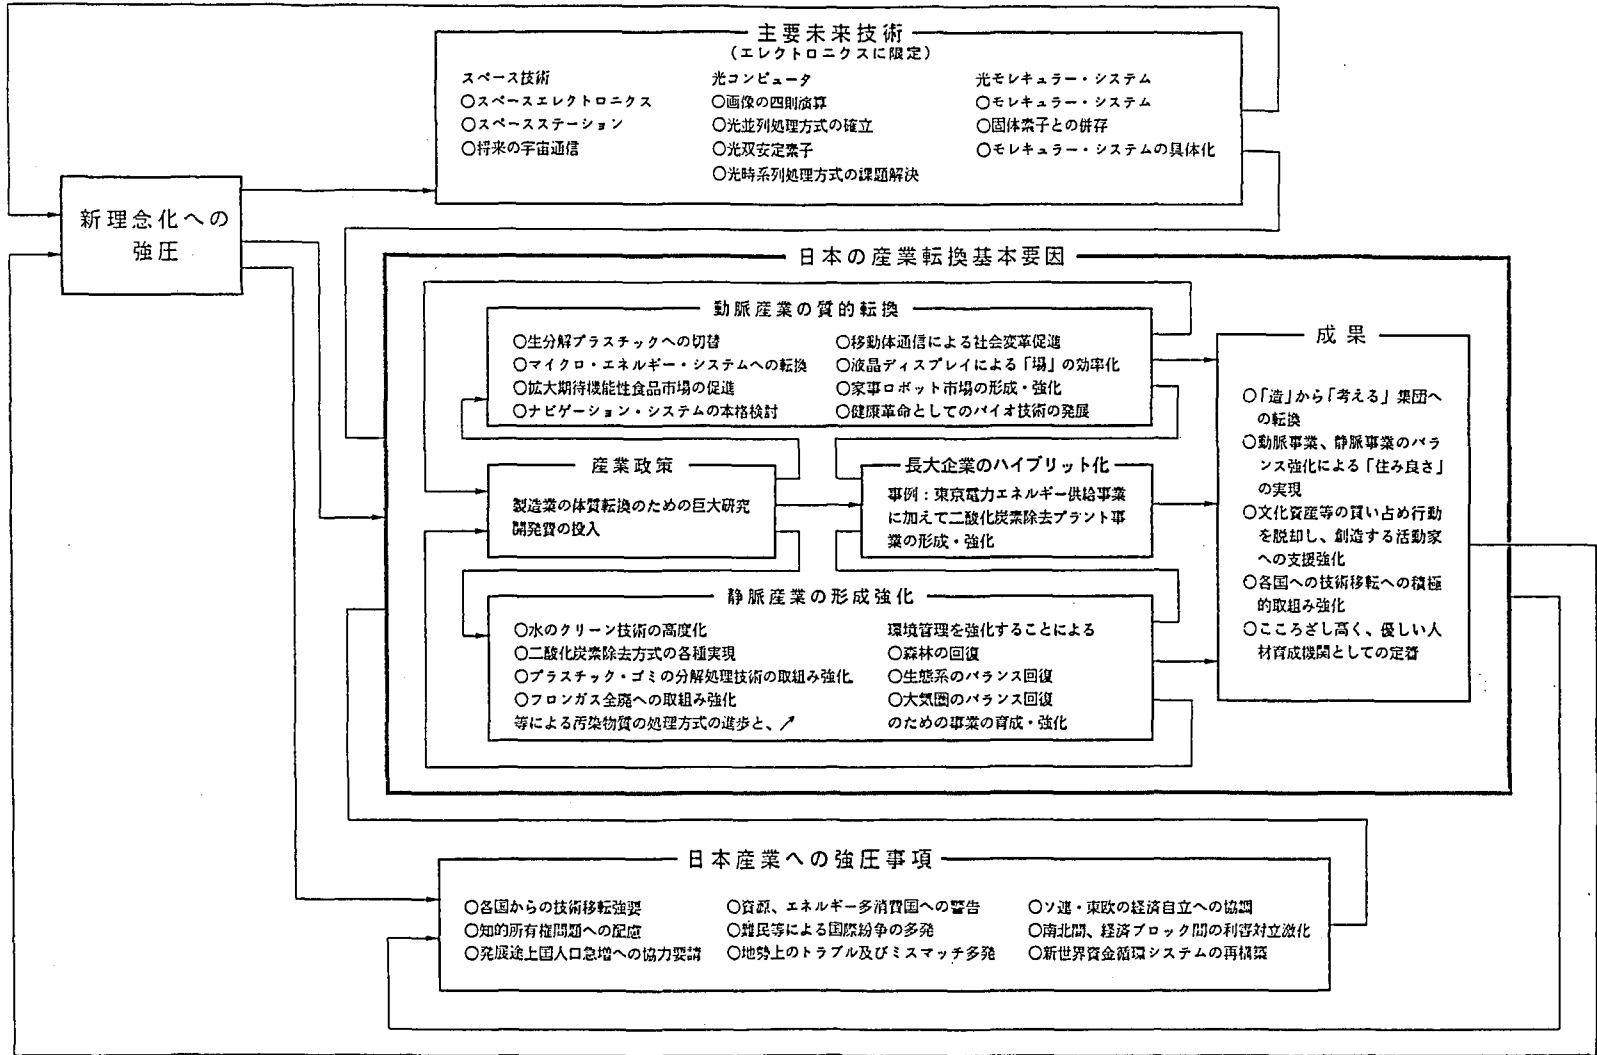 主要未来技術
(エレクトロニクスに限定)
スペース技術
○スペースエレクトロニクス
○スペースステーション
○将来の宇宙通信
光コンピュータ
○画像の四則演算
○光並列処理方式の確立
○光双安定素子
○光時系列処理方式の課題解決
光モレキュラー・システム
○モレキュラー・システム
○固体素子との併存
○モレキュラー・システムの具体化
新理念化への
強圧
日本の産業転換基本要因
動脈産業の質的転換
○生分解プラスチックへの切替
○マイクロ・エネルギー・システムへの転換
○拡大期待機能性食品市場の促進
○ナビゲーション・システムの本格検討
○移動体通信による社会変革促進
○液晶ディスプレイによる「場」の効率化
○家事ロボット市場の形成・強化
○健康革命としてのバイオ技術の発展
産業政策
製造業の体質転換のための巨大研究
開発費の投入
長大企業のハイブリット化
事例:東京電力エネルギー供給事業
に加えて二酸化炭素除去プラント事
業の形成・強化
静脈産業の形成強化
○水のクリーン技術の高度化
○二酸化炭素除去方式の各種実現
○プラスチック・ゴミの分解処理技術の取組み強化
○フロンガス全廃への取組み強化
等による汚染物質の処理方式の進歩と、↗
環境管理を強化することによる
○森林の回復
○生態系のバランス回復
○大気圏のバランス回復
のための事業の育成・強化
成果
○「造」から「考える」集団へ
の転換
○動脈事業、静脈事業のバラ
ンス強化による「住み良さ」
の実現
○文化資産等の買い占め行動
を脱却し、創造する活動家
への支援強化
○各国への技術移転への積極
的取組み強化
○こころざし高く、優しい人
材育成機関としての定着
日本産業への強圧事項
○各国からの技術移転強要
○知的所有権問題への配慮
○発展途上国人口急増への協力要請
○資源、エネルギー多消費国への警告
○難民等による国際紛争の多発
○地勢上のトラブル及びミスマッチ多発
○ソ連・東欧の経済自立への協調
○南北間、経済ブロック間の利害対立激化
○新世界資金循環システムの再構築